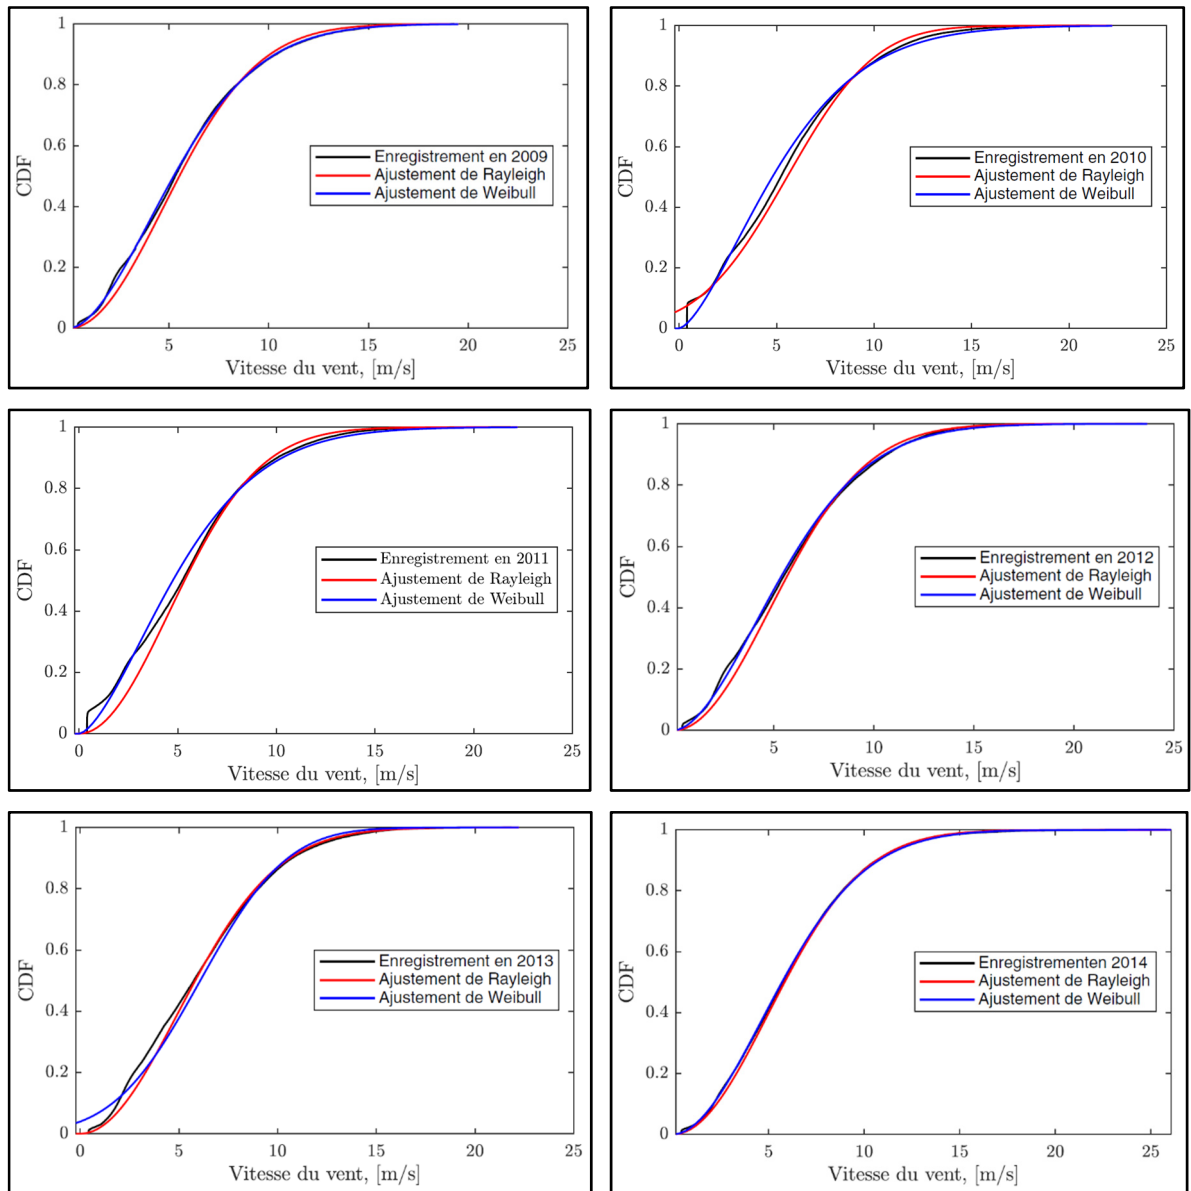 1
0.8
0.6
0.4
0.2
0
CDF
Enregistrement en 2009
Ajustement de Rayleigh
Ajustement de Weibull
5 10 15 20 25
Vitesse du vent, [m/s]
1
0.8
0.6
0.4
0.2
0
CDF
Enregistrement en 2010
Ajustement de Rayleigh
Ajustement de Weibull
0 5 10 15 20 25
Vitesse du vent, [m/s]
1
0.8
0.6
0.4
0.2
0
CDF
Enregistrement en 2011
Ajustement de Rayleigh
Ajustement de Weibull
0 5 10 15 20 25
Vitesse du vent, [m/s]
1
0.8
0.6
0.4
0.2
0
CDF
Enregistrement en 2012
Ajustement de Rayleigh
Ajustement de Weibull
5 10 15 20 25
Vitesse du vent, [m/s]
1
0.8
0.6
0.4
0.2
0
CDF
Enregistrement en 2013
Ajustement de Rayleigh
Ajustement de Weibull
0 5 10 15 20 25
Vitesse du vent, [m/s]
1
0.8
0.6
0.4
0.2
0
CDF
Enregistrementen 2014
Ajustement de Rayleigh
Ajustement de Weibull
5 10 15 20 25
Vitesse du vent, [m/s]